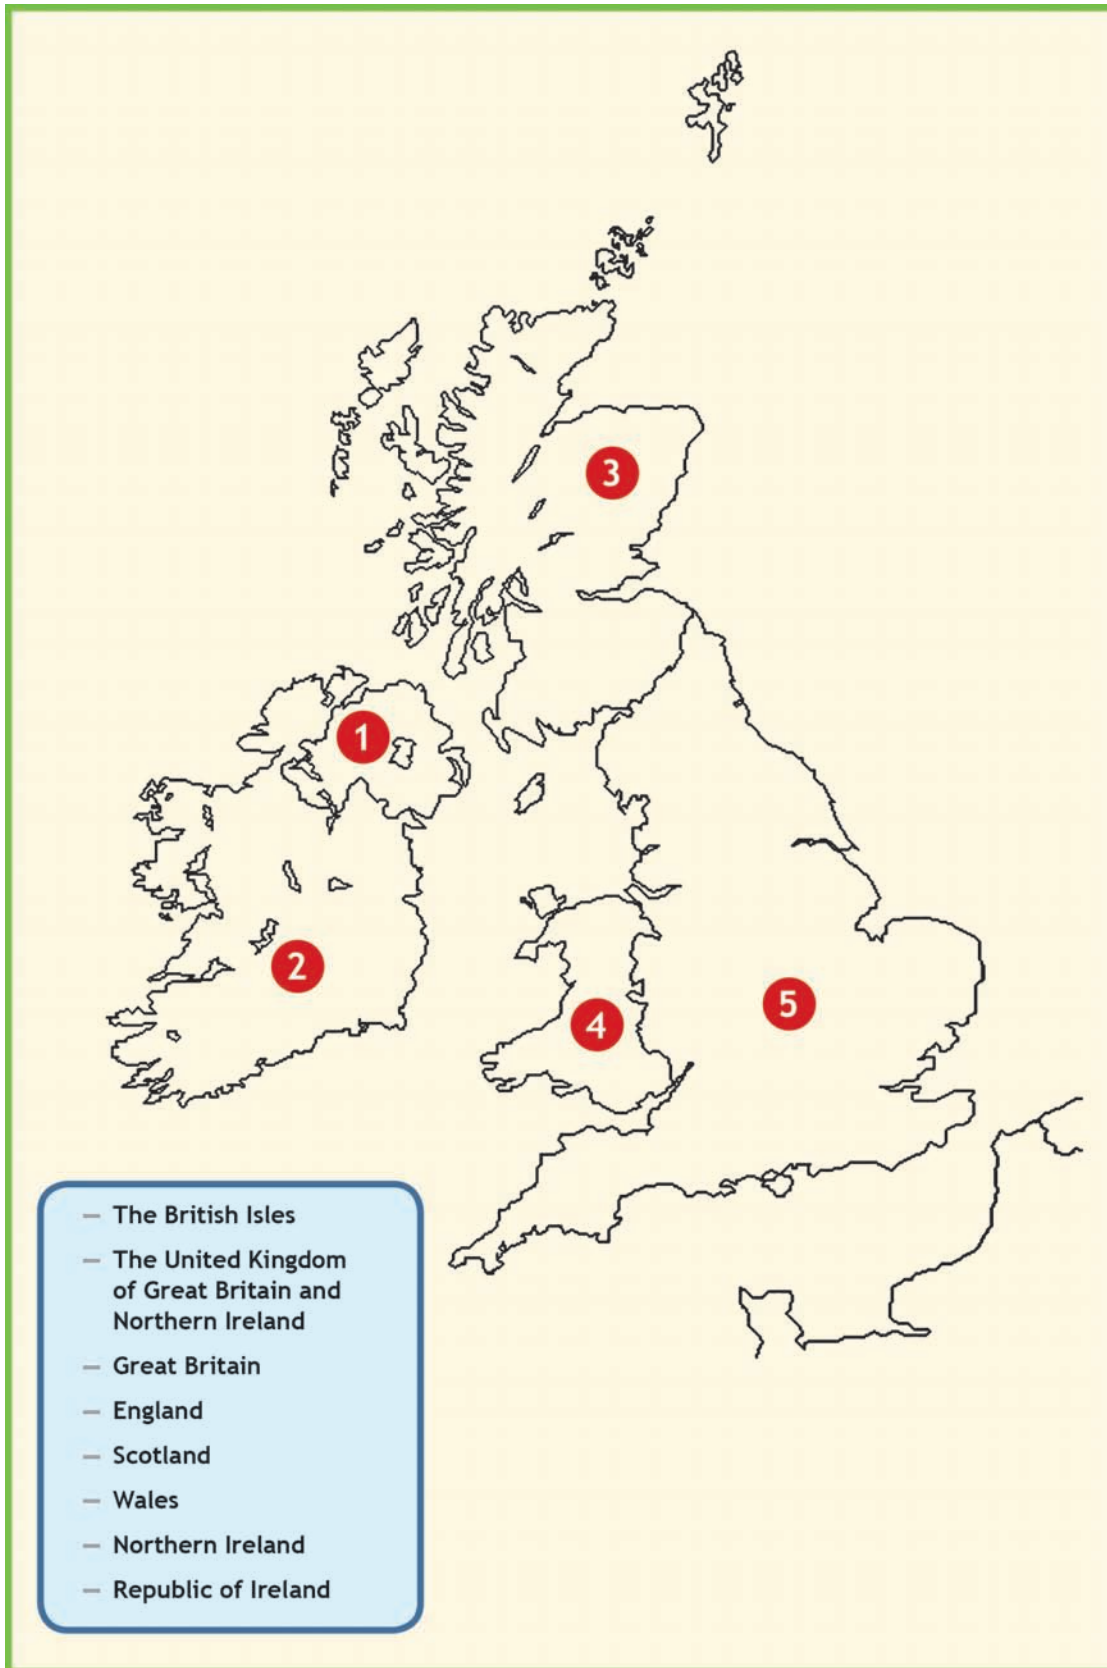 3
1
2
4
5
– The British Isles
– The United Kingdom
of Great Britain and
Northern Ireland
– Great Britain
– England
– Scotland
– Wales
– Northern Ireland
– Republic of Ireland